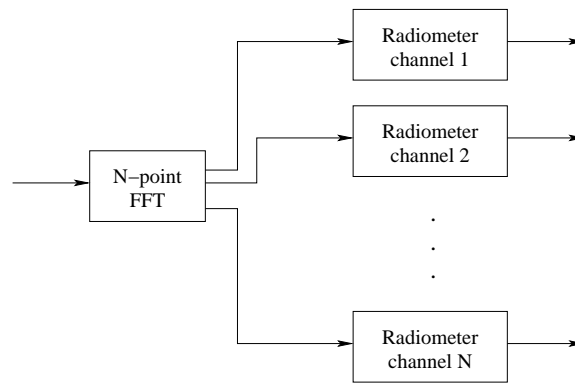 Radiometer
channel 1
Radiometer
channel 2
N−point
FFT
Radiometer
channel N